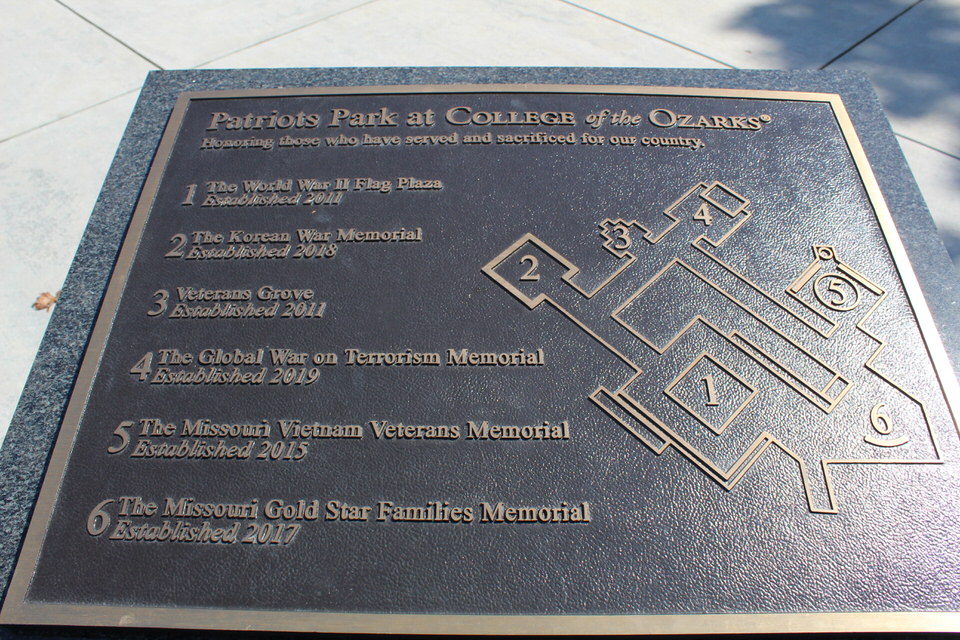 Patriots Park at College of the Ozarks®
Honoring those who have served and sacrificed for our country.
1 The World War II Flag Plaza
Established 2011
2 The Korean War Memorial
Established 2018
3 Veterans Grove
Established 2011
4 The Global War on Terrorism Memorial
Established 2019
5 The Missouri Vietnam Veterans Memorial
Established 2015
6 The Missouri Gold Star Families Memorial
Established 2017
4
3
2
5
1
6